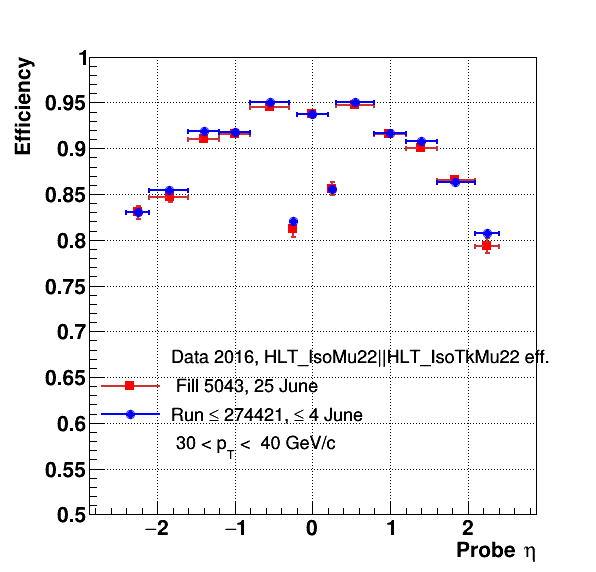 Efficiency
1
0.95
0.9
0.85
0.8
0.75
0.7
0.65
0.6
0.55
0.5
Data 2016, HLT_IsoMu22||HLT_IsoTkMu22 eff.
Fill 5043, 25 June
Run ≤ 274421, ≤ 4 June
30 < p_T < 40 GeV/c
−2 −1 0 1 2
Probe η